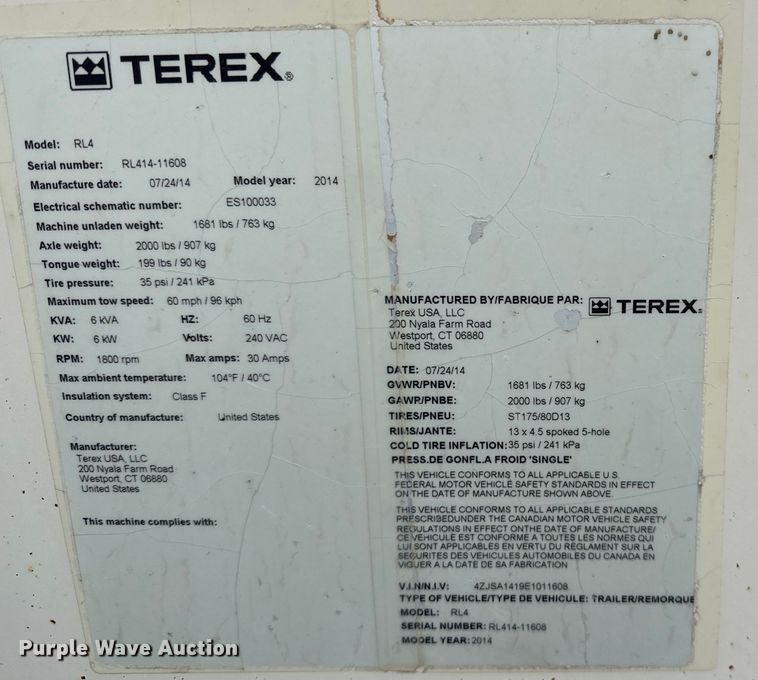 TEREX®
Model: RL4
Serial number: RL414-11608
Manufacture date: 07/24/14 Model year: 2014
Electrical schematic number: ES100033
Machine unladen weight: 1681 lbs / 763 kg
Axle weight: 2000 lbs / 907 kg
Tongue weight: 199 lbs / 90 kg
Tire pressure: 35 psi / 241 kPa
Maximum tow speed: 60 mph / 96 kph
KVA: 6 kVA HZ: 60 Hz
KW: 6 kW Volts: 240 VAC
RPM: 1800 rpm Max amps: 30 Amps
Max ambient temperature: 104°F / 40°C
Insulation system: Class F
Country of manufacture: United States
Manufacturer:
Terex USA, LLC
200 Nyala Farm Road
Westport, CT 06880
United States
This machine complies with:
MANUFACTURED BY/FABRIQUE PAR: TEREX®
Terex USA, LLC
200 Nyala Farm Road
Westport, CT 06880
United States
DATE: 07/24/14
GVWR/PNBV: 1681 lbs / 763 kg
GAWR/PNBE: 2000 lbs / 907 kg
TIRES/PNEU: ST175/80D13
RIMS/JANTE: 13 x 4.5 spoked 5-hole
COLD TIRE INFLATION: 35 psi / 241 kPa
PRESS.DE GONFL.A FROID 'SINGLE'
THIS VEHICLE CONFORMS TO ALL APPLICABLE U.S.
FEDERAL MOTOR VEHICLE SAFETY STANDARDS IN EFFECT
ON THE DATE OF MANUFACTURE SHOWN ABOVE.
THIS VEHICLE CONFORMS TO ALL APPLICABLE STANDARDS
PRESCRIBEDUNDER THE CANADIAN MOTOR VEHICLE SAFETY
REGULATIONS IN EFFECT ONTHE DATE OF MANUFACTURE/
CE VEHICULE EST CONFORME A TOUTES LES NORMES QUI
LUI SONT APPLICABLES EN VERTU DU REGLAMENT SUR LA
SECURITES DES VEHICULES AUTOMOBILES DU CANADA EN
VIGUER A LA DATE DE SA FABRICATION
V.I.N/N.I.V: 4ZJSA1419E1011608
TYPE OF VEHICLE/TYPE DE VEHICULE: TRAILER/REMORQUE
MODEL: RL4
SERIAL NUMBER: RL414-11608
MODEL YEAR: 2014
Purple Wave Auction